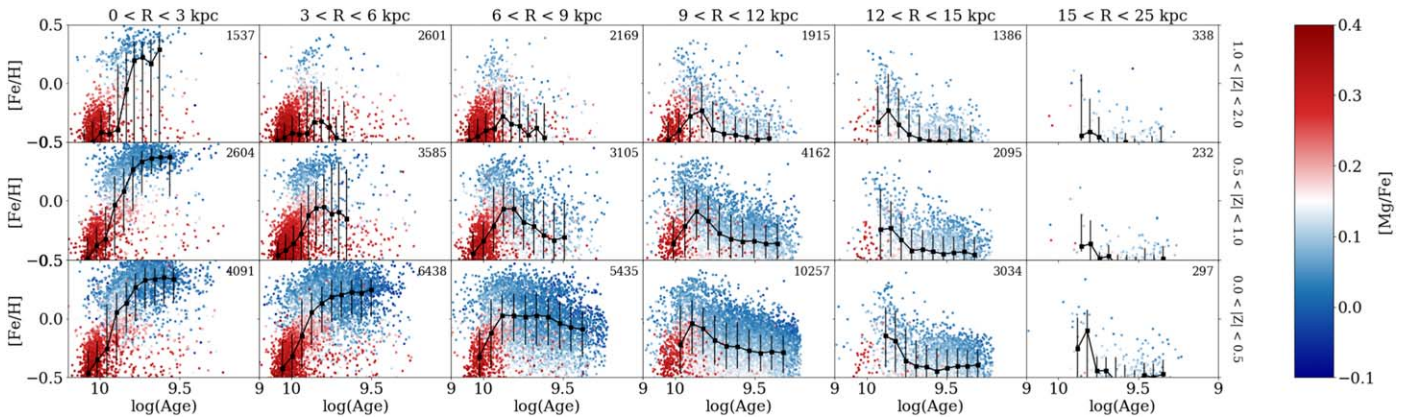 0 < R < 3 kpc 3 < R < 6 kpc 6 < R < 9 kpc 9 < R < 12 kpc 12 < R < 15 kpc 15 < R < 25 kpc
0.5 1537 2601 2169 1915 1386 338 0.4
[Fe/H] 0.0 1.0 < |Z| < 2.0 0.3
−0.5 2604 3585 3105 4162 2095 232
[Fe/H] 0.0 0.5 < |Z| < 1.0 0.2 [Mg/Fe]
−0.5 4091 6438 5435 10257 3034 297 0.1
[Fe/H] 0.0 0.0 < |Z| < 0.5 0.0
−0.5 −0.1
10 9.5 9 10 9.5 9 10 9.5 9 10 9.5 9 10 9.5 9 10 9.5 9
log(Age) log(Age) log(Age) log(Age) log(Age) log(Age)